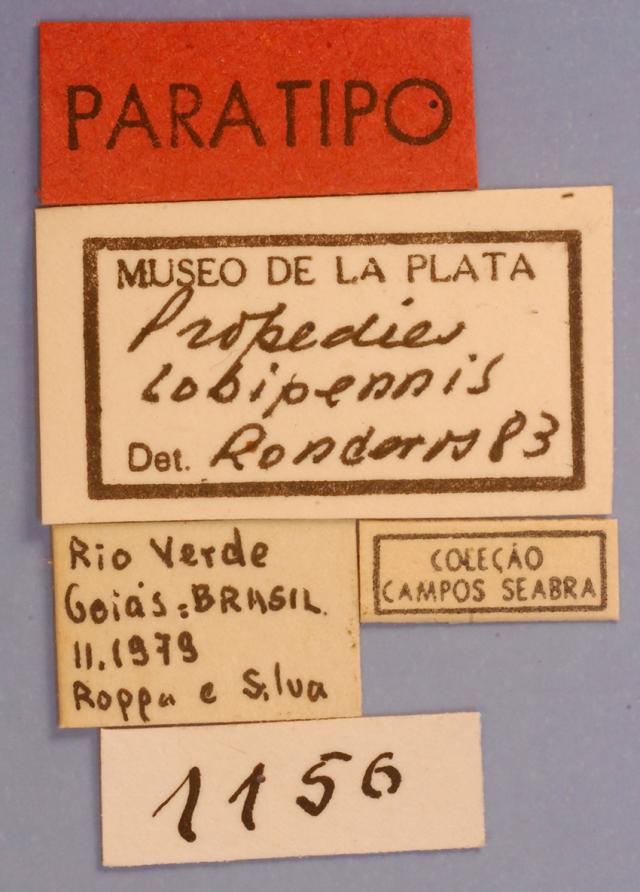 PARATIPO
MUSEO DE LA PLATA
Propedies
lobipennis
Det. Ronderos 83
Rio Verde
Goiás: BRASIL.
II.1979
Roppa e Silva
COLEÇÃO
CAMPOS SEABRA
1156